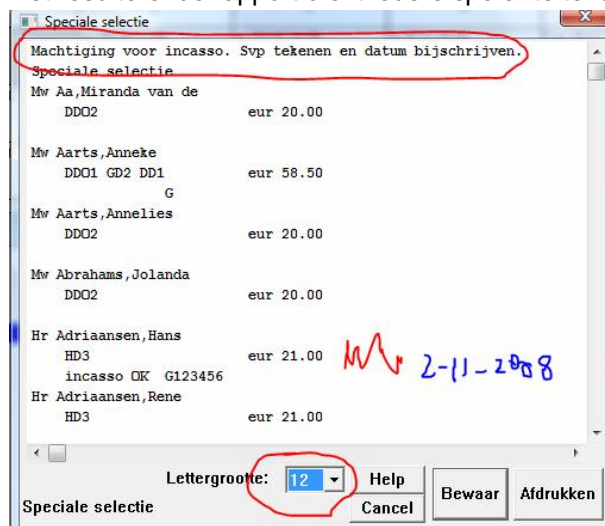 Speciale selectie
Machtiging voor incasso. Svp tekenen en datum bijschrijven.
Speciale selectie
Mw Aa,Miranda van de
DDO2 eur 20.00
Mw Aarts,Anneke
DDO1 GD2 DD1 eur 58.50
G
Mw Aarts,Annelies
DDO2 eur 20.00
Mw Abrahams,Jolanda
DDO2 eur 20.00
Hr Adriaansen,Hans
HD3 eur 21.00
incasso OK G123456
2-11-2008
Hr Adriaansen,Rene
HD3 eur 21.00
Lettergrootte: 12 Help
Speciale selectie Cancel Bewaar Afdrukken